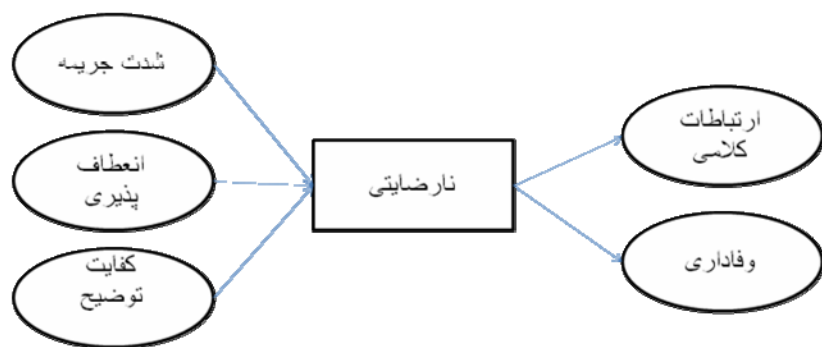 شدت جریمه
انعطاف
پذیری
کفایت
توضیح
نارضایتی
ارتباطات
کلامی
وفاداری